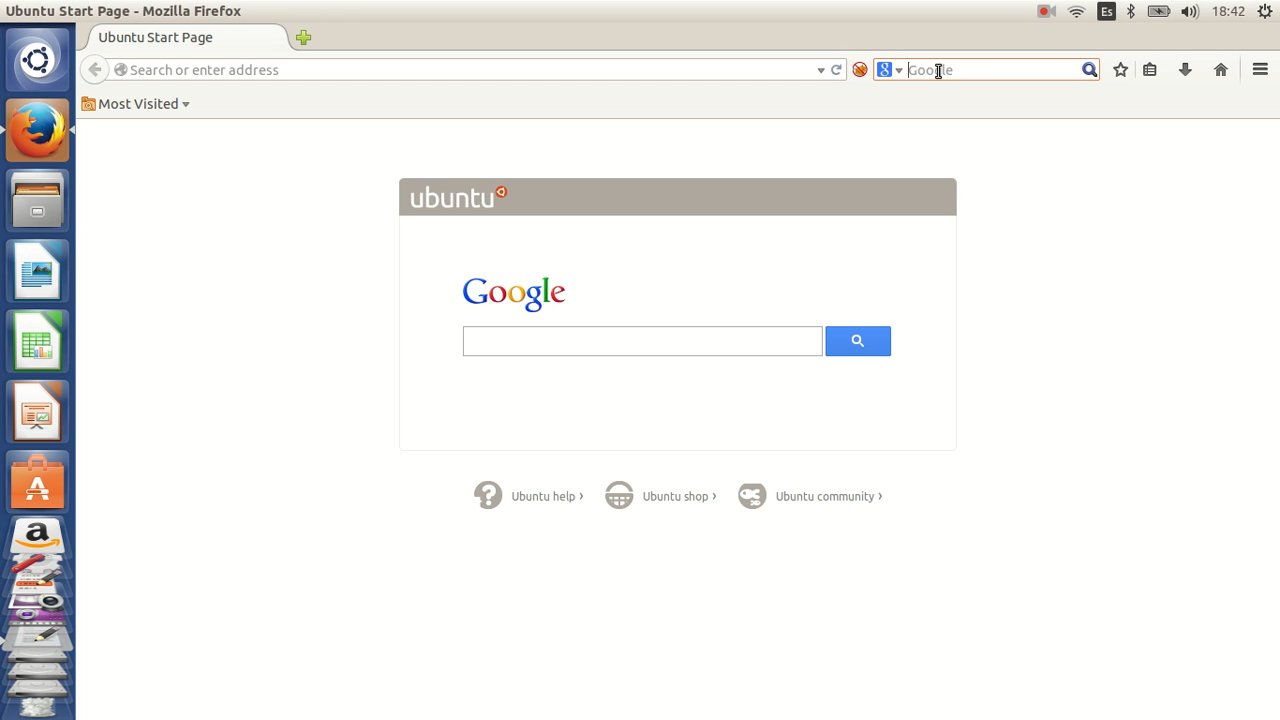 Ubuntu Start Page - Mozilla Firefox
Es
18:42
Ubuntu Start Page
Search or enter address
Google
Most Visited
ubuntu
Google
Ubuntu help ›
Ubuntu shop ›
Ubuntu community ›